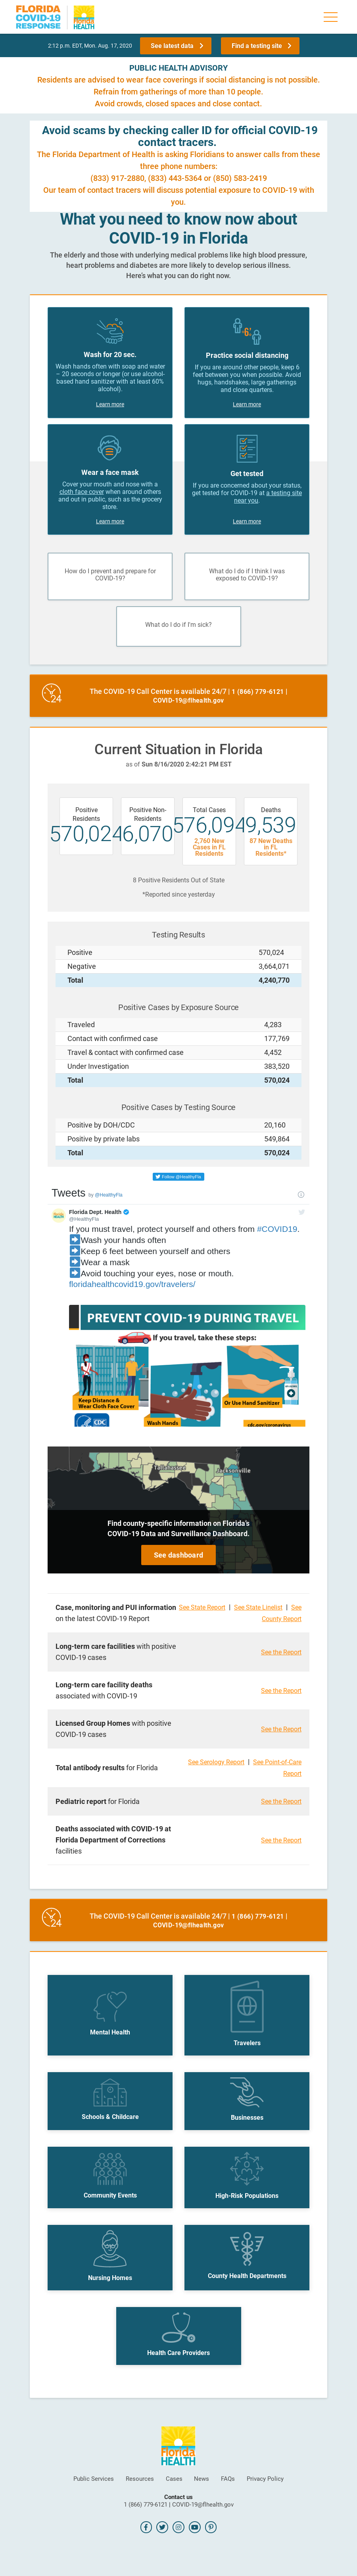 FLORIDA
COVID-19
RESPONSE
Florida
HEALTH
2:12 p.m. EDT, Mon. Aug. 17, 2020
See latest data
Find a testing site
PUBLIC HEALTH ADVISORY
Residents are advised to wear face coverings if social distancing is not possible.
Refrain from gatherings of more than 10 people.
Avoid crowds, closed spaces and close contact.
Avoid scams by checking caller ID for official COVID-19
contact tracers.
The Florida Department of Health is asking Floridians to answer calls from these
three phone numbers:
(833) 917-2880, (833) 443-5364 or (850) 583-2419
Our team of contact tracers will discuss potential exposure to COVID-19 with
you.
What you need to know now about
COVID-19 in Florida
The elderly and those with underlying medical problems like high blood pressure,
heart problems and diabetes are more likely to develop serious illness.
Here's what you can do right now.
Wash for 20 sec.
Wash hands often with soap and water
– 20 seconds or longer (or use alcohol-
based hand sanitizer with at least 60%
alcohol).
Learn more
6'
Practice social distancing
If you are around other people, keep 6
feet between you when possible. Avoid
hugs, handshakes, large gatherings
and close quarters.
Learn more
Wear a face mask
Cover your mouth and nose with a
cloth face cover when around others
and out in public, such as the grocery
store.
Learn more
Get tested
If you are concerned about your status,
get tested for COVID-19 at a testing site
near you.
Learn more
How do I prevent and prepare for
COVID-19?
What do I do if I think I was
exposed to COVID-19?
What do I do if I'm sick?
24
The COVID-19 Call Center is available 24/7 | 1 (866) 779-6121 |
COVID-19@flhealth.gov
Current Situation in Florida
as of Sun 8/16/2020 2:42:21 PM EST
Positive
Residents
570,024
Positive Non-
Residents
6,070
Total Cases
576,094
2,760 New
Cases in FL
Residents
Deaths
9,539
87 New Deaths
in FL
Residents*
8 Positive Residents Out of State
*Reported since yesterday
Testing Results
Positive 570,024
Negative 3,664,071
Total 4,240,770
Positive Cases by Exposure Source
Traveled 4,283
Contact with confirmed case 177,769
Travel & contact with confirmed case 4,452
Under Investigation 383,520
Total 570,024
Positive Cases by Testing Source
Positive by DOH/CDC 20,160
Positive by private labs 549,864
Total 570,024
Follow @HealthyFla
Tweets by @HealthyFla
Florida Dept. Health
@HealthyFla
If you must travel, protect yourself and others from #COVID19.
➡Wash your hands often
➡Keep 6 feet between yourself and others
➡Wear a mask
➡Avoid touching your eyes, nose or mouth.
floridahealthcovid19.gov/travelers/
PREVENT COVID-19 DURING TRAVEL
If you travel, take these steps:
Keep Distance &
Wear Cloth Face Cover
Wash Hands
Or Use Hand Sanitizer
CDC
cdc.gov/coronavirus
Tallahassee
Jacksonville
Find county-specific information on Florida's
COVID-19 Data and Surveillance Dashboard.
See dashboard
Case, monitoring and PUI information
on the latest COVID-19 Report
See State Report | See State Linelist | See
County Report
Long-term care facilities with positive
COVID-19 cases
See the Report
Long-term care facility deaths
associated with COVID-19
See the Report
Licensed Group Homes with positive
COVID-19 cases
See the Report
Total antibody results for Florida
See Serology Report | See Point-of-Care
Report
Pediatric report for Florida
See the Report
Deaths associated with COVID-19 at
Florida Department of Corrections
facilities
See the Report
24
The COVID-19 Call Center is available 24/7 | 1 (866) 779-6121 |
COVID-19@flhealth.gov
Mental Health
Travelers
Schools & Childcare
Businesses
Community Events
High-Risk Populations
Nursing Homes
County Health Departments
Health Care Providers
Florida
HEALTH
Public Services
Resources
Cases
News
FAQs
Privacy Policy
Contact us
1 (866) 779-6121 | COVID-19@flhealth.gov